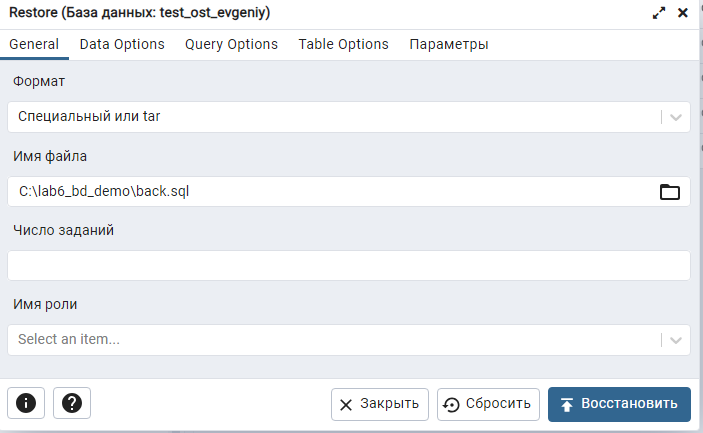 Restore (База данных: test_ost_evgeniy)
General Data Options Query Options Table Options Параметры
Формат
Специальный или tar
Имя файла
C:\lab6_bd_demo\back.sql
Число заданий
Имя роли
Select an item...
Закрыть Сбросить Восстановить